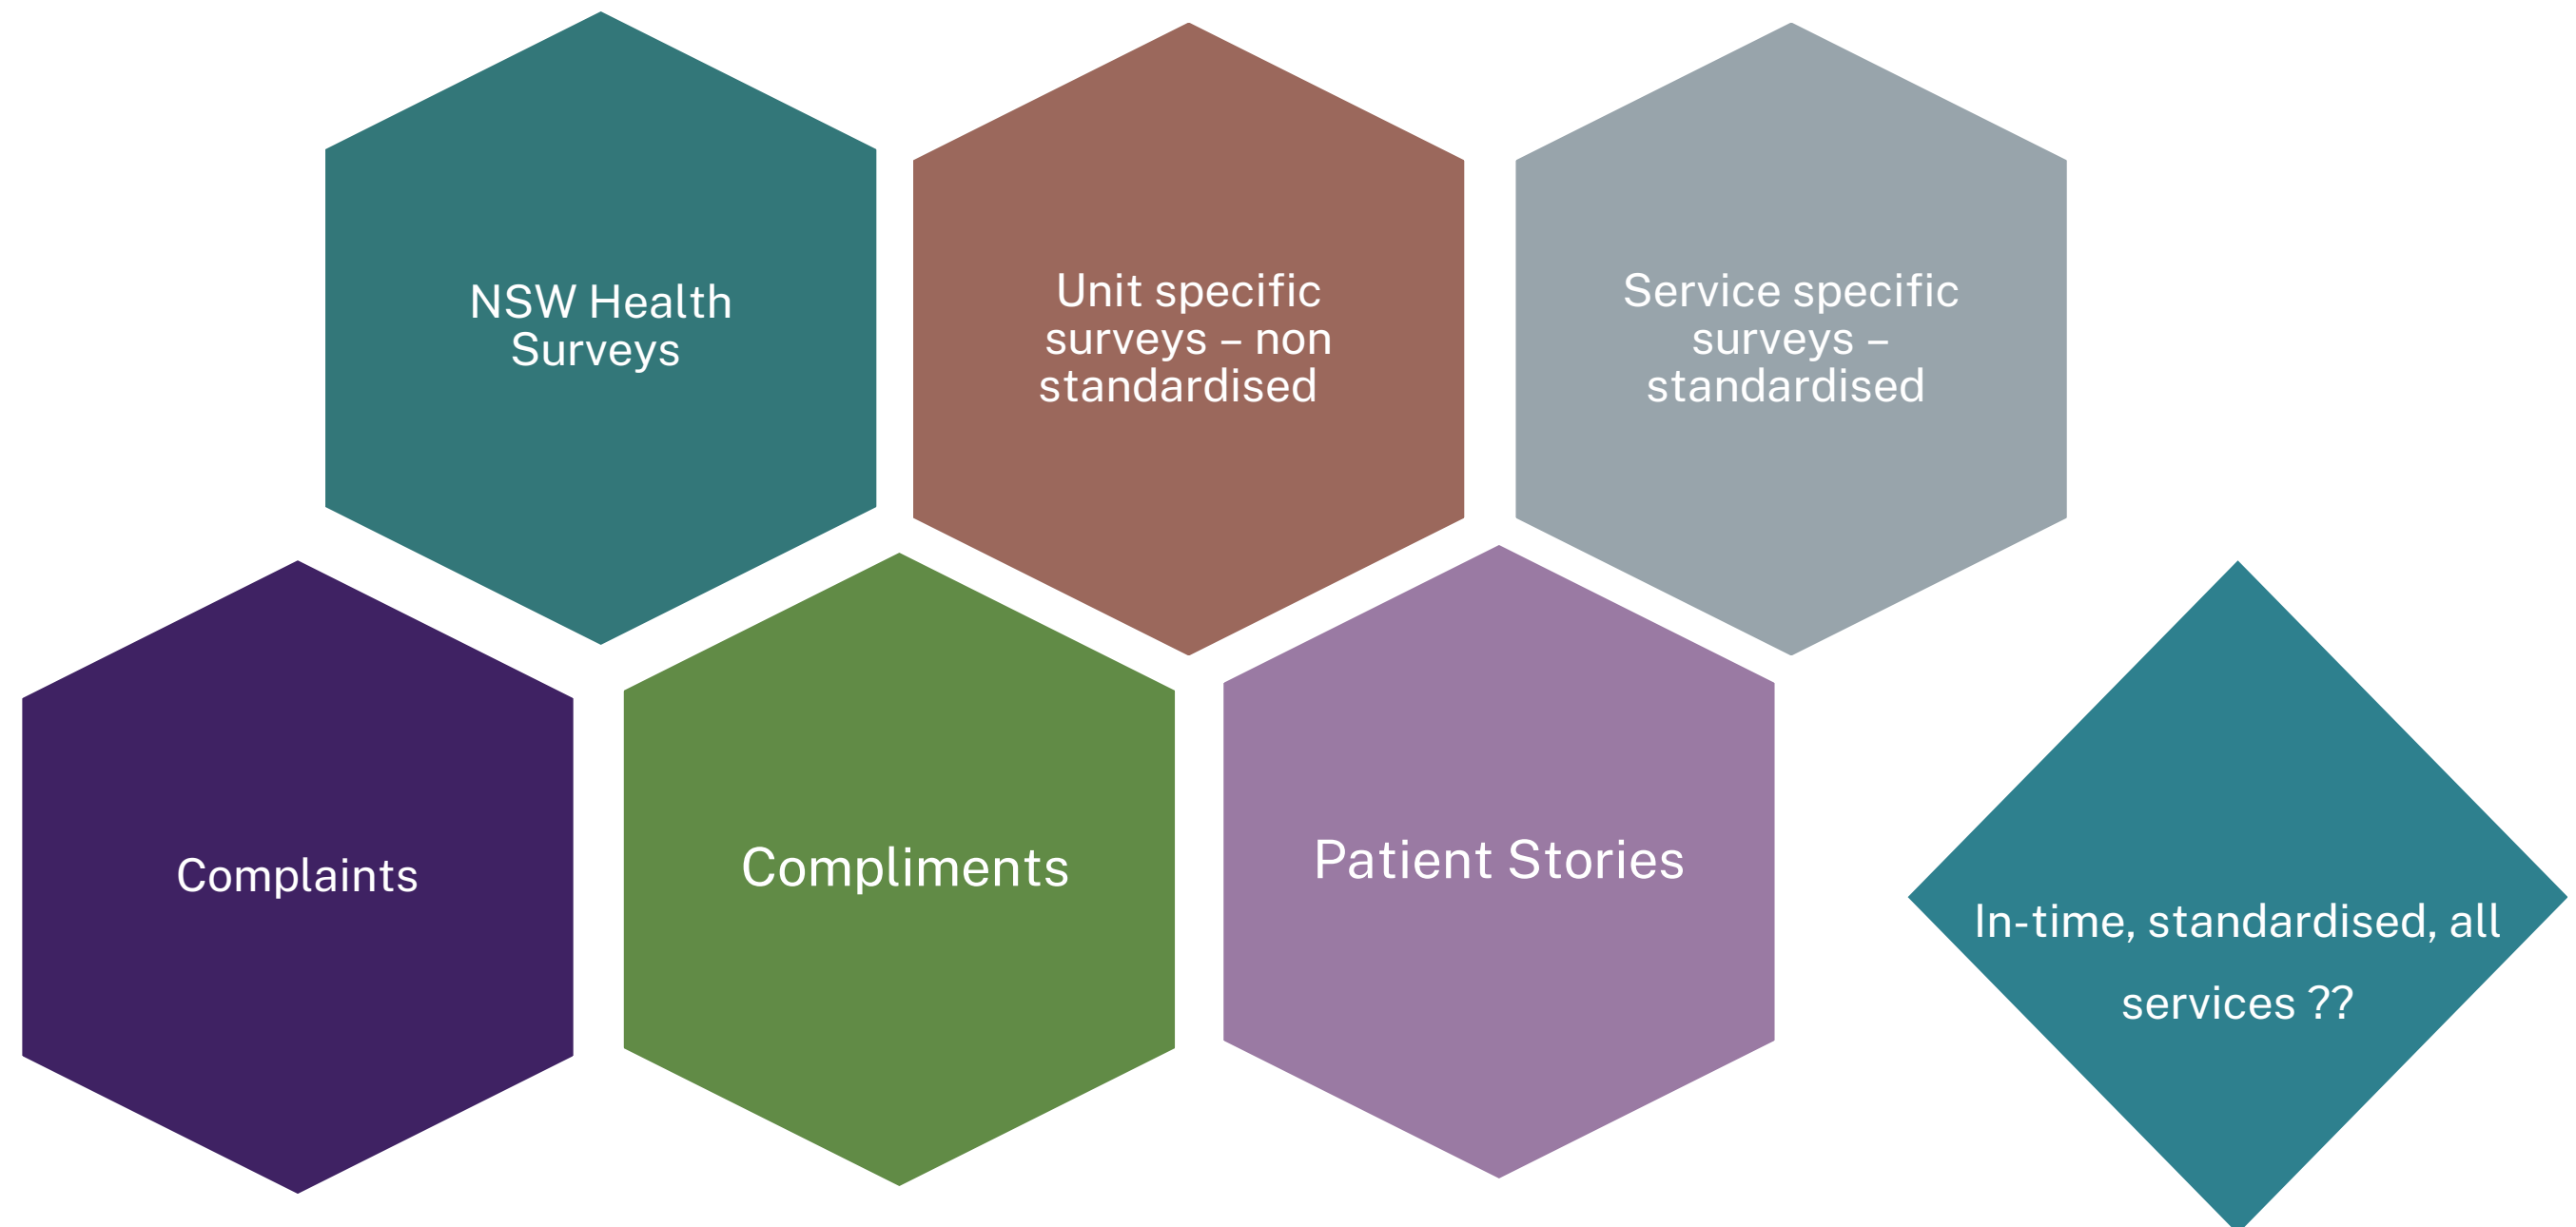 NSW Health
Surveys
Unit specific
surveys – non
standardised
Service specific
surveys –
standardised
Complaints
Compliments
Patient Stories
In-time, standardised, all
services ??